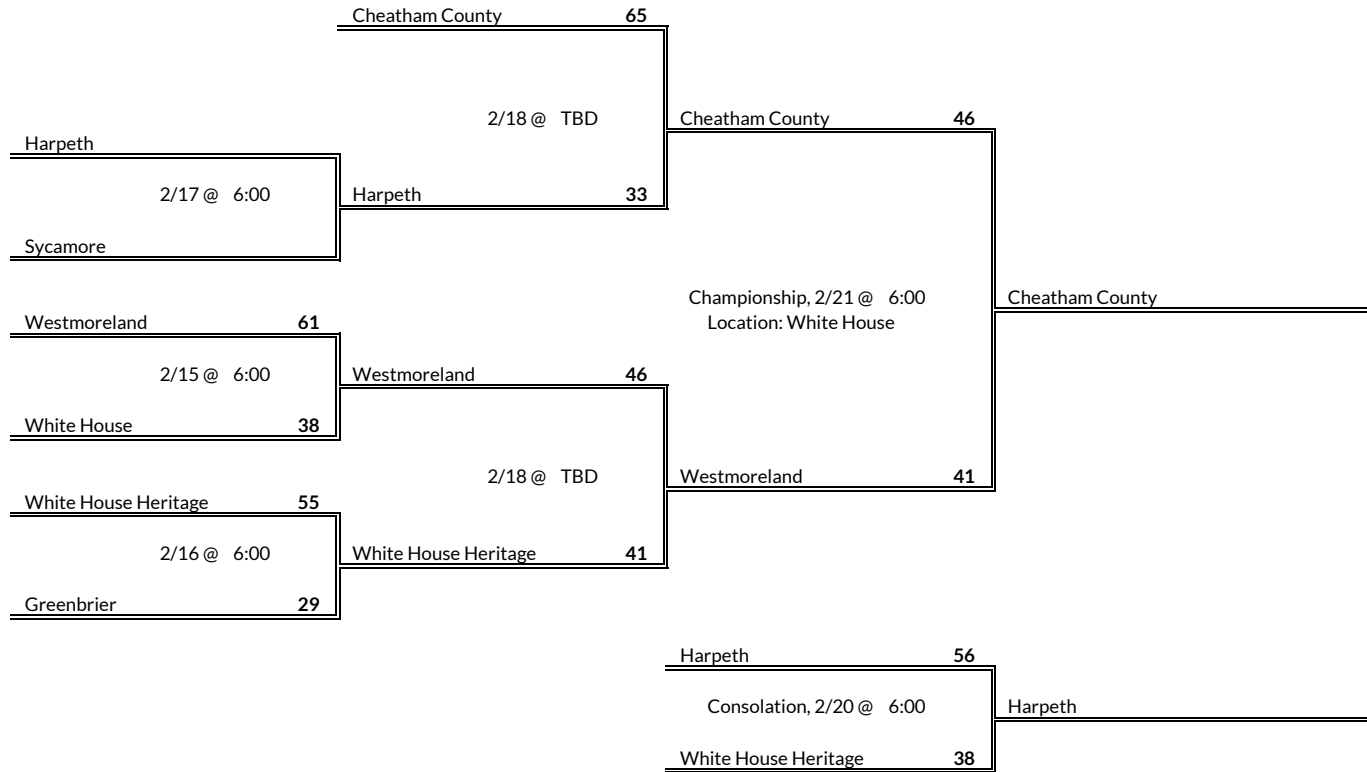 Cheatham County 65
2/18 @ TBD
Cheatham County 46
Harpeth
2/17 @ 6:00
Harpeth 33
Sycamore
Championship, 2/21 @ 6:00
Location: White House
Cheatham County
Westmoreland 61
2/15 @ 6:00
Westmoreland 46
White House 38
2/18 @ TBD
Westmoreland 41
White House Heritage 55
2/16 @ 6:00
White House Heritage 41
Greenbrier 29
Harpeth 56
Consolation, 2/20 @ 6:00
Harpeth
White House Heritage 38